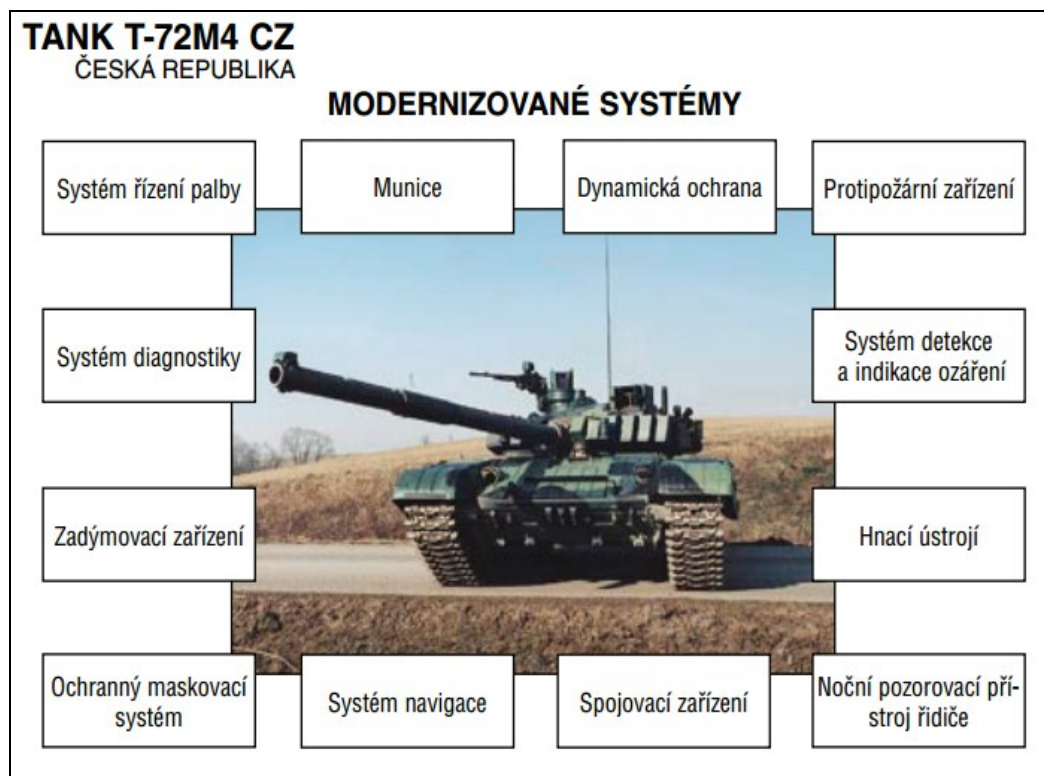 TANK T-72M4 CZ
ČESKÁ REPUBLIKA
MODERNIZOVANÉ SYSTÉMY
Systém řízení palby
Munice
Dynamická ochrana
Protipožární zařízení
Systém diagnostiky
Systém detekce
a indikace ozáření
Zadýmovací zařízení
Hnací ústrojí
Ochranný maskovací
systém
Systém navigace
Spojovací zařízení
Noční pozorovací pří-
stroj řidiče